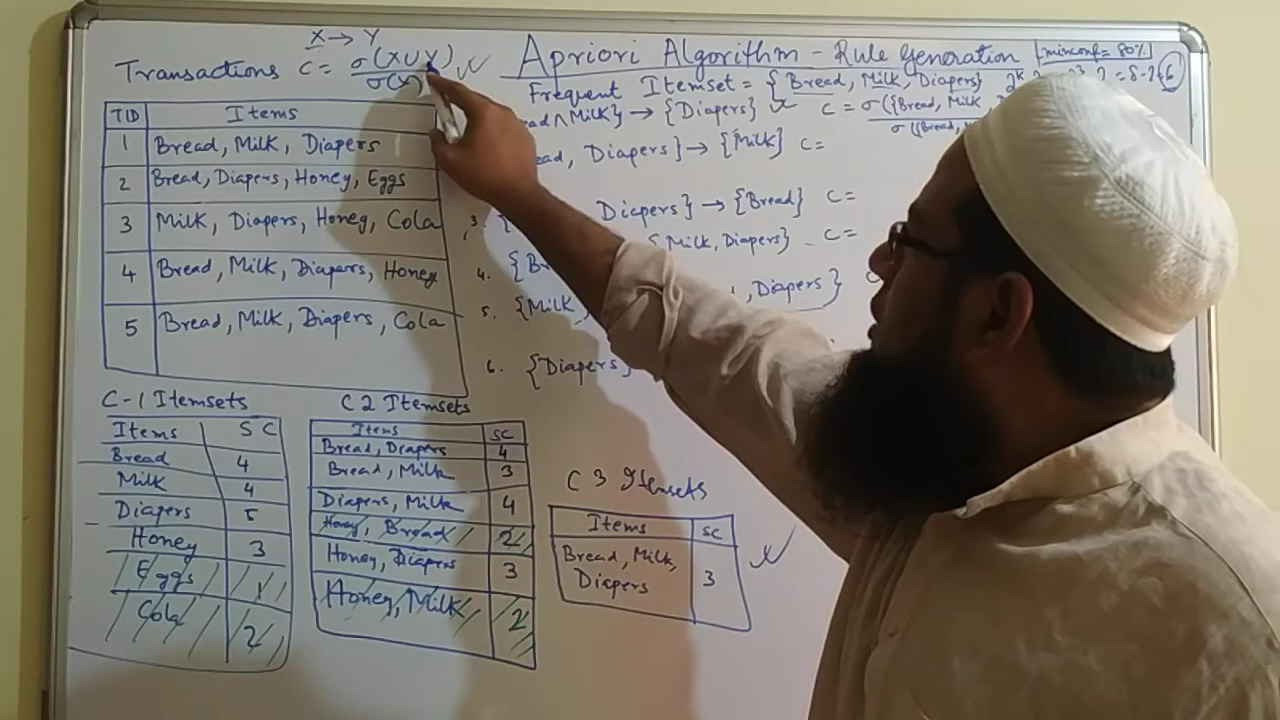 X → Y
Transactions C = σ(XUY)
σ(X)
Apriori Algorithm - Rule Generation minconf = 80%
Frequent Itemset = { Bread, Milk, Diapers} 2ᵏ = 8-2 = 6
∧Milk} → {Diapers} C = σ({Bread, Milk
σ({Bread,
, Diapers} → {Milk} C =
3. { Diapers} → {Bread} C =
4. { Milk, Diapers} C =
5. {Milk , Diapers}
6. {Diapers}
TID Items
1 Bread, Milk, Diapers
2 Bread, Diapers, Honey, Eggs
3 Milk, Diapers, Honey, Cola
4 Bread, Milk, Diapers, Honey
5 Bread, Milk, Diapers, Cola
C-1 Itemsets
Items SC
Bread 4
Milk 4
Diapers 5
Honey 3
Eggs 1
Cola 2
C2 Itemsets
Items SC
Bread, Diapers 4
Bread, Milk 3
Diapers, Milk 4
Honey, Bread 2
Honey, Diapers 3
Honey, Milk 2
C3 Itemsets
Items SC
Bread, Milk,
Diapers 3